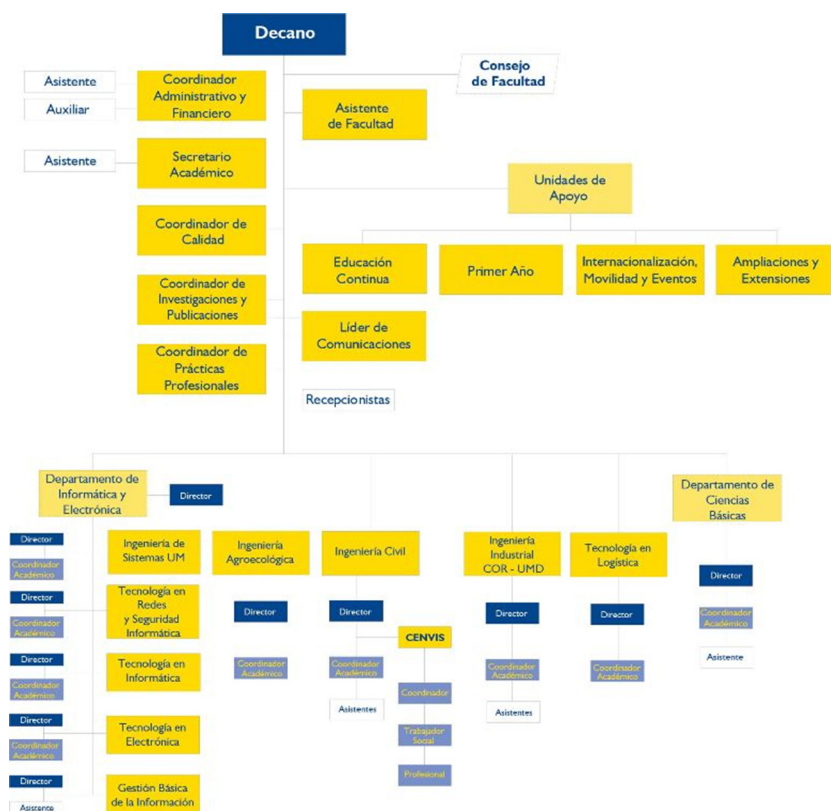 Decano
Consejo
de Facultad
Asistente
Auxiliar
Coordinador
Administrativo y
Financiero
Asistente
de Facultad
Asistente
Secretario
Académico
Unidades de
Apoyo
Coordinador de
Calidad
Educación
Continua
Primer Año
Internacionalización,
Movilidad y Eventos
Ampliaciones y
Extensiones
Coordinador de
Investigaciones y
Publicaciones
Líder de
Comunicaciones
Coordinador de
Prácticas
Profesionales
Recepcionistas
Departamento de
Informática y
Electrónica
Director
Departamento de
Ciencias
Básicas
Director
Coordinador
Académico
Ingeniería de
Sistemas UM
Director
Coordinador
Académico
Tecnología en
Redes
y Seguridad
Informática
Director
Coordinador
Académico
Tecnología en
Informática
Director
Coordinador
Académico
Tecnología en
Electrónica
Director
Asistente
Gestión Básica
de la Información
Ingeniería
Agroecológica
Director
Coordinador
Académico
Ingeniería Civil
Director
Coordinador
Académico
Asistentes
CENVIS
Coordinador
Trabajador
Social
Profesional
Ingeniería
Industrial
COR - UMD
Director
Coordinador
Académico
Asistentes
Tecnología en
Logística
Director
Coordinador
Académico
Director
Coordinador
Académico
Asistente